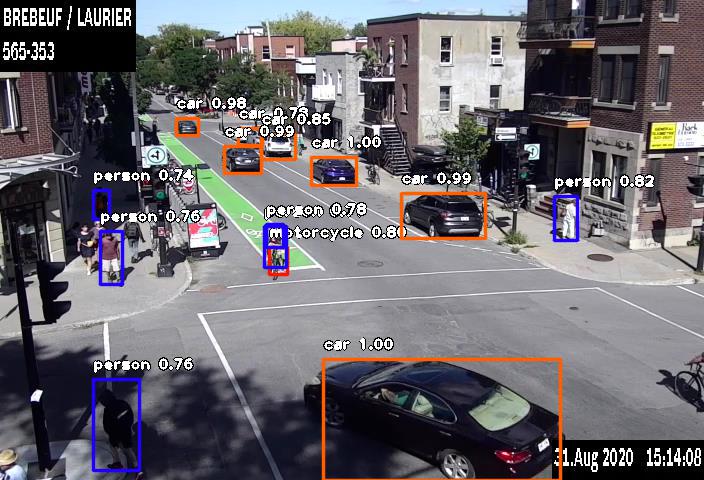 BREBEUF / LAURIER
565-353
car 0.98
car 0.78
car 0.85
car 0.99
car 1.00
person 0.74
car 0.99
person 0.82
person 0.76
person 0.78
motorcycle 0.80
car 1.00
person 0.76
31.Aug 2020 15:14:08